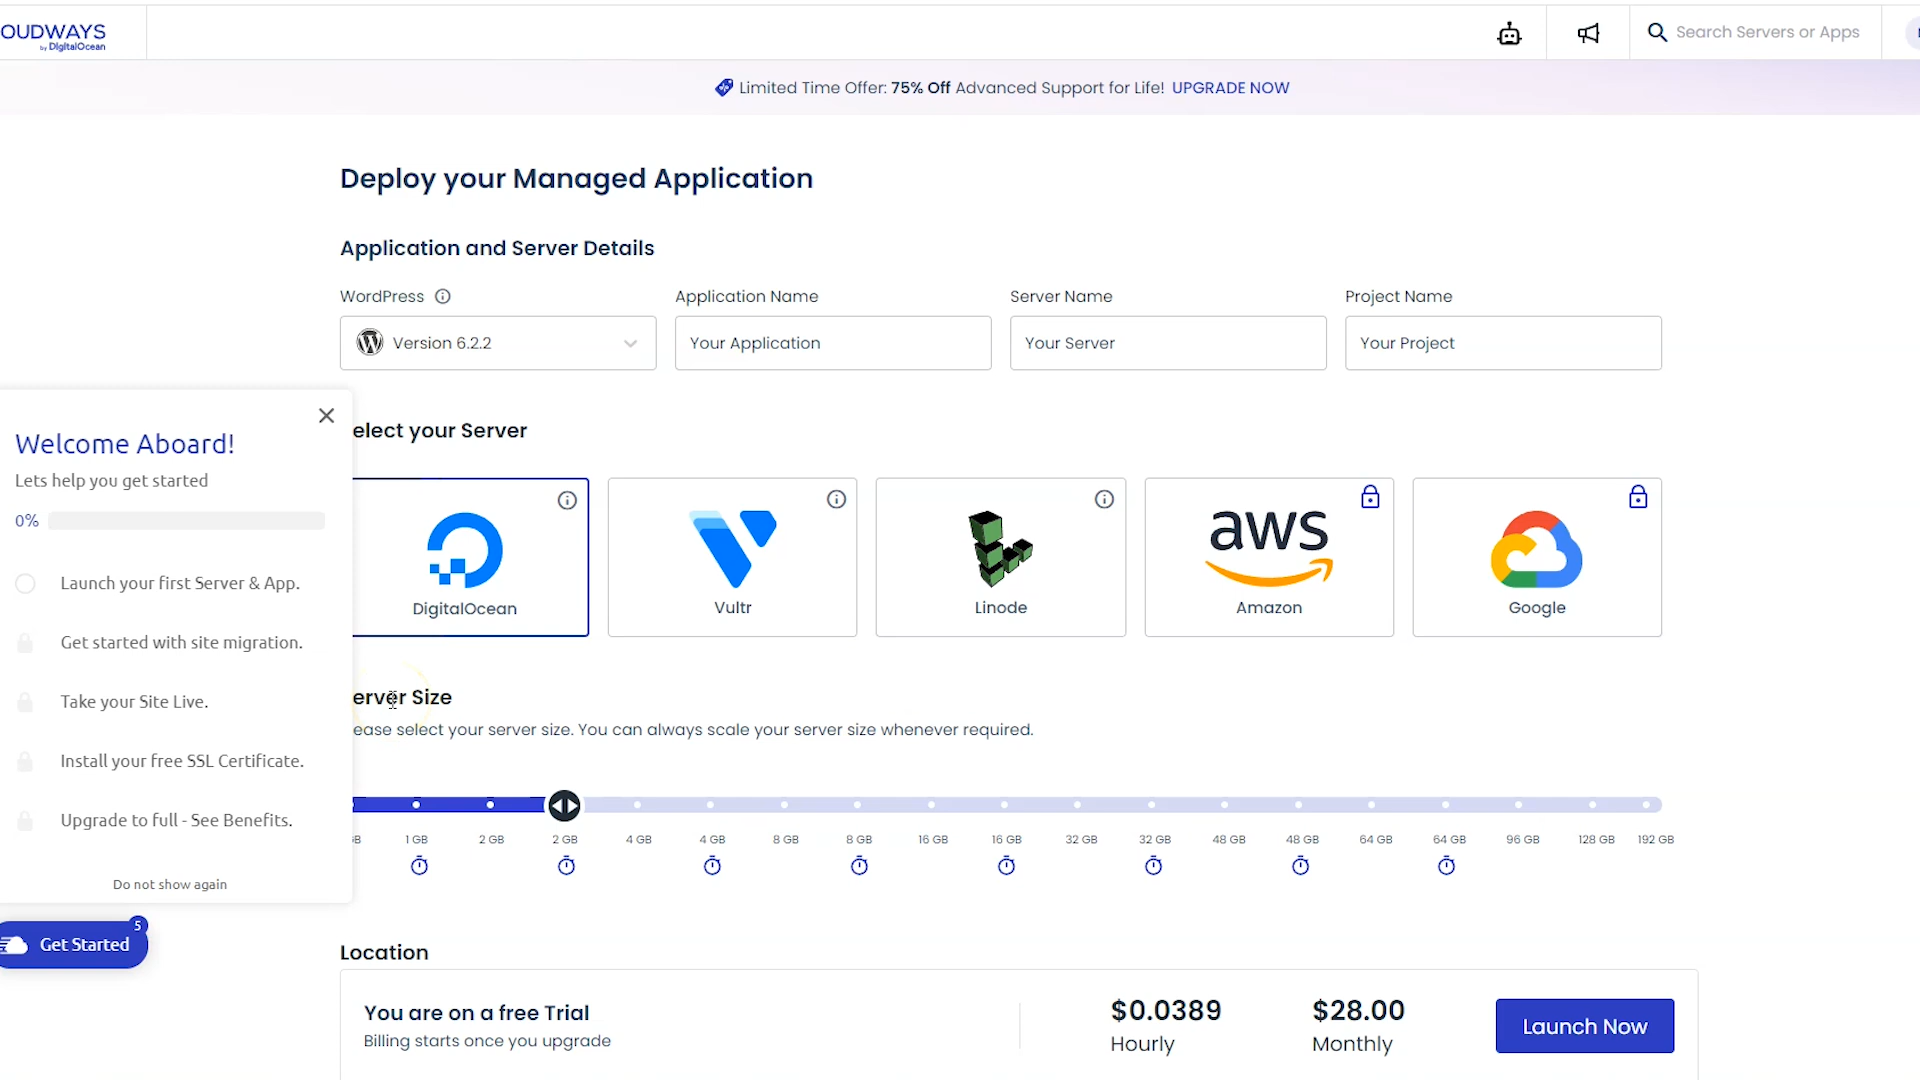 OUDWAYS
by DigitalOcean
Search Servers or Apps
Limited Time Offer: 75% Off Advanced Support for Life! UPGRADE NOW
Deploy your Managed Application
Application and Server Details
WordPress
Application Name
Server Name
Project Name
Version 6.2.2
Your Application
Your Server
Your Project
elect your Server
DigitalOcean
Vultr
Linode
aws
Amazon
Google
Welcome Aboard!
Lets help you get started
0%
Launch your first Server & App.
Get started with site migration.
Take your Site Live.
Install your free SSL Certificate.
Upgrade to full - See Benefits.
Do not show again
5
Get Started
erver Size
ease select your server size. You can always scale your server size whenever required.
B 1 GB 2 GB 2 GB 4 GB 4 GB 8 GB 8 GB 16 GB 16 GB 32 GB 32 GB 48 GB 48 GB 64 GB 64 GB 96 GB 128 GB 192 GB
Location
You are on a free Trial
Billing starts once you upgrade
$0.0389
Hourly
$28.00
Monthly
Launch Now